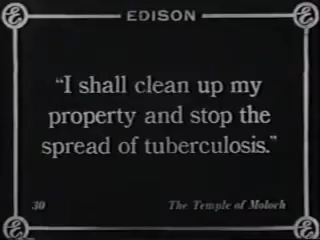 EDISON
"I shall clean up my
property and stop the
spread of tuberculosis."
30
The Temple of Moloch